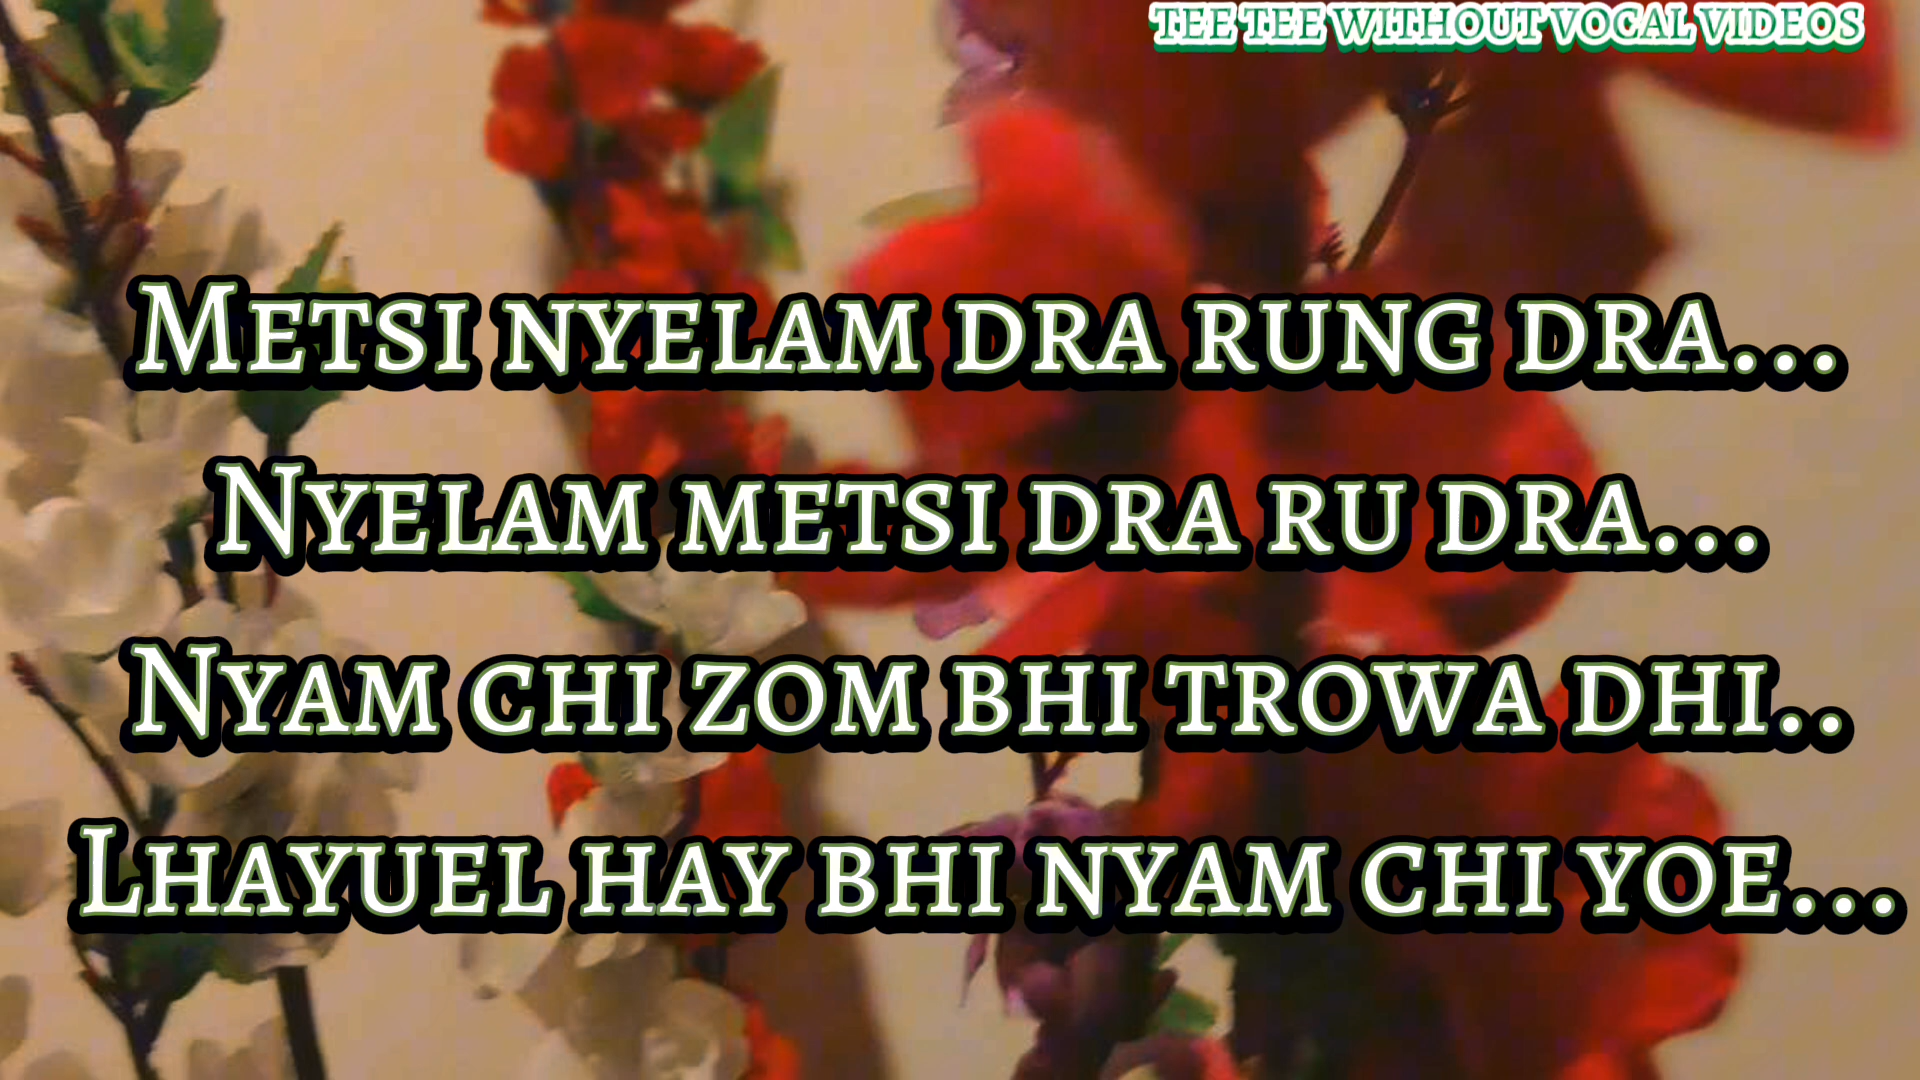 TEE TEE WITHOUT VOCAL VIDEOS
Metsi nyelam dra rung dra...
Nyelam metsi dra ru dra...
Nyam chi zom bhi trowa dhi..
Lhayuel hay bhi nyam chi yoe...